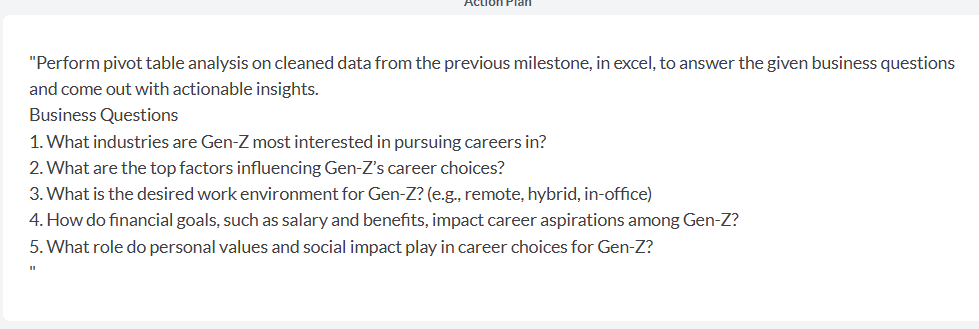 Action Plan
"Perform pivot table analysis on cleaned data from the previous milestone, in excel, to answer the given business questions
and come out with actionable insights.
Business Questions
1. What industries are Gen-Z most interested in pursuing careers in?
2. What are the top factors influencing Gen-Z’s career choices?
3. What is the desired work environment for Gen-Z? (e.g., remote, hybrid, in-office)
4. How do financial goals, such as salary and benefits, impact career aspirations among Gen-Z?
5. What role do personal values and social impact play in career choices for Gen-Z?
"